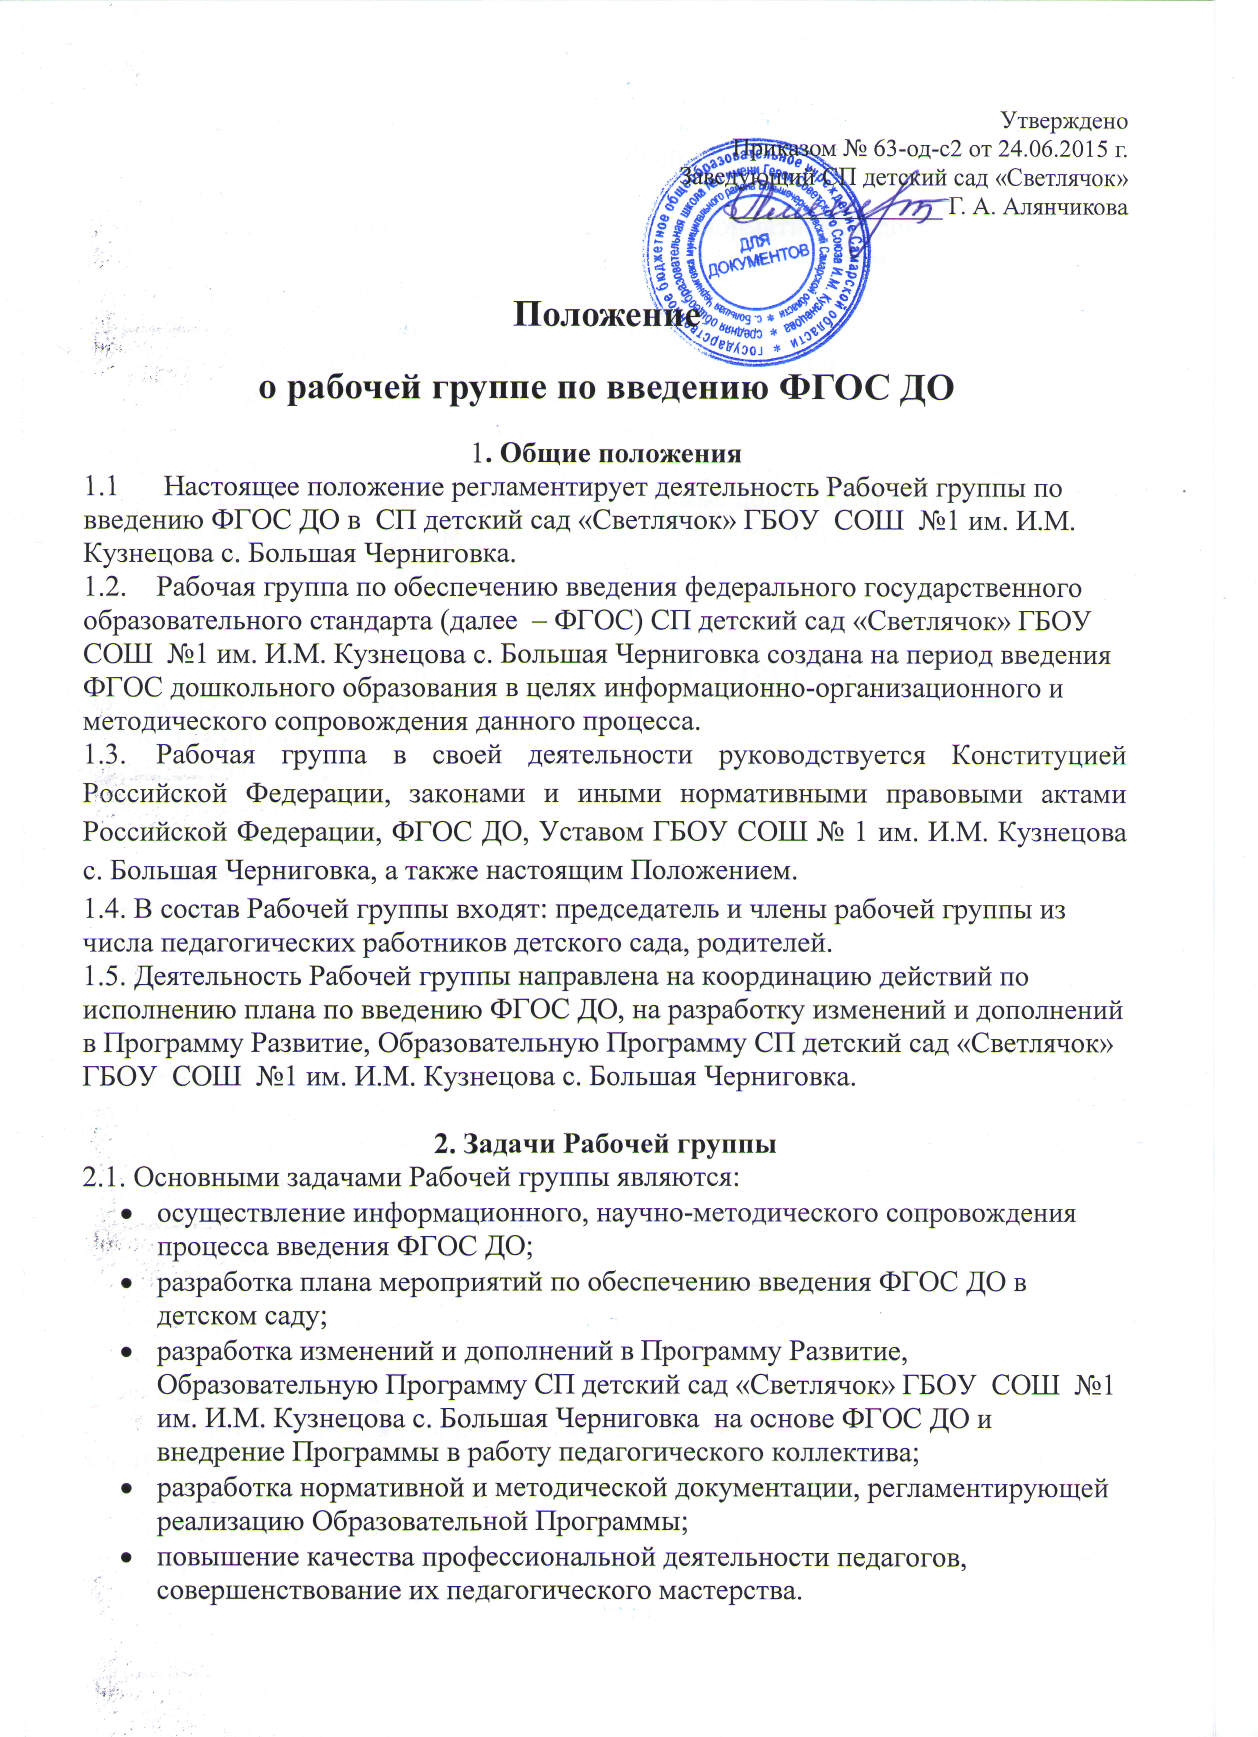 Утверждено
Приказом № 63-од-с2 от 24.06.2015 г.
Заведующий СП детский сад «Светлячок»
Г. А. Алянчикова
ДЛЯ
ДОКУМЕНТОВ
Положение
о рабочей группе по введению ФГОС ДО
1. Общие положения
1.1 Настоящее положение регламентирует деятельность Рабочей группы по
введению ФГОС ДО в СП детский сад «Светлячок» ГБОУ СОШ №1 им. И.М.
Кузнецова с. Большая Черниговка.
1.2. Рабочая группа по обеспечению введения федерального государственного
образовательного стандарта (далее – ФГОС) СП детский сад «Светлячок» ГБОУ
СОШ №1 им. И.М. Кузнецова с. Большая Черниговка создана на период введения
ФГОС дошкольного образования в целях информационно-организационного и
методического сопровождения данного процесса.
1.3. Рабочая группа в своей деятельности руководствуется Конституцией
Российской Федерации, законами и иными нормативными правовыми актами
Российской Федерации, ФГОС ДО, Уставом ГБОУ СОШ № 1 им. И.М. Кузнецова
с. Большая Черниговка, а также настоящим Положением.
1.4. В состав Рабочей группы входят: председатель и члены рабочей группы из
числа педагогических работников детского сада, родителей.
1.5. Деятельность Рабочей группы направлена на координацию действий по
исполнению плана по введению ФГОС ДО, на разработку изменений и дополнений
в Программу Развитие, Образовательную Программу СП детский сад «Светлячок»
ГБОУ СОШ №1 им. И.М. Кузнецова с. Большая Черниговка.
2. Задачи Рабочей группы
2.1. Основными задачами Рабочей группы являются:
• осуществление информационного, научно-методического сопровождения
процесса введения ФГОС ДО;
• разработка плана мероприятий по обеспечению введения ФГОС ДО в
детском саду;
• разработка изменений и дополнений в Программу Развитие,
Образовательную Программу СП детский сад «Светлячок» ГБОУ СОШ №1
им. И.М. Кузнецова с. Большая Черниговка на основе ФГОС ДО и
внедрение Программы в работу педагогического коллектива;
• разработка нормативной и методической документации, регламентирующей
реализацию Образовательной Программы;
• повышение качества профессиональной деятельности педагогов,
совершенствование их педагогического мастерства.